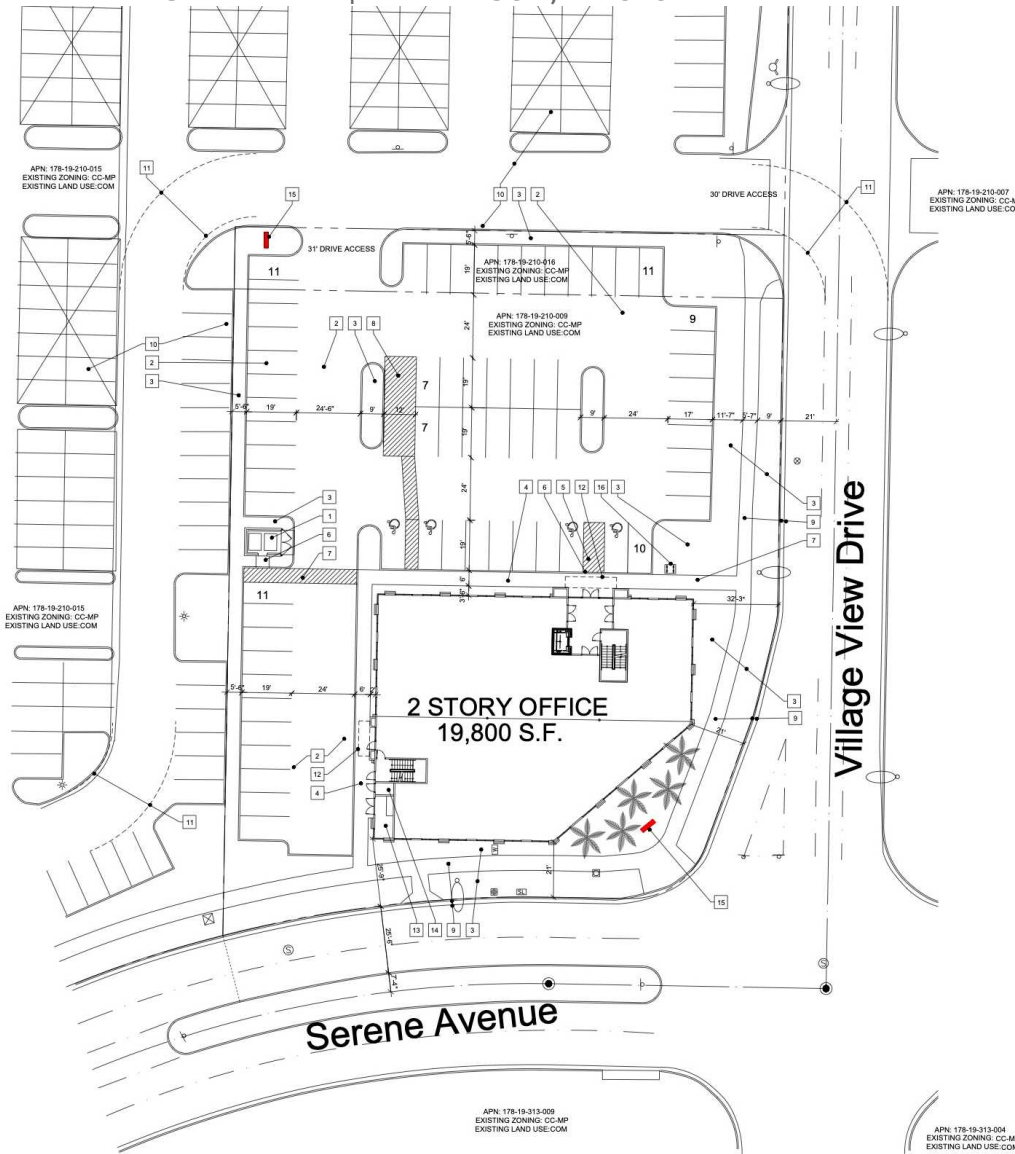 APN: 178-19-210-015
EXISTING ZONING: CC-MP
EXISTING LAND USE:COM
11
15
10
3
2
30' DRIVE ACCESS
11
APN: 178-19-210-007
EXISTING ZONING: CC-M
EXISTING LAND USE:CO
31' DRIVE ACCESS
5'-6"
11
19'
APN: 178-19-210-016
EXISTING ZONING: CC-MP
EXISTING LAND USE:COM
11
APN: 178-19-210-009
EXISTING ZONING: CC-MP
EXISTING LAND USE:COM
9
10
2
3
2
3
8
24'
7
7
19'
19'
5'-6"
19'
24'-6"
9'
12'
9'
24'
17'
11'-7"
9'
21'
3
9
7
24'
4
6
5
12
16
3
3
1
6
7
19'
10
11
6'
3'-6"
32'-3"
APN: 178-19-210-015
EXISTING ZONING: CC-MP
EXISTING LAND USE:COM
5'-6"
19'
24'
6'
2'
2 STORY OFFICE
19,800 S.F.
Village View Drive
3
9
21'
2
12
4
11
15
W
SL
21'
13
14
9
3
S
S
25'-6"
7'-4"
Serene Avenue
APN: 178-19-313-009
EXISTING ZONING: CC-MP
EXISTING LAND USE:COM
APN: 178-19-313-004
EXISTING ZONING: CC-M
EXISTING LAND USE:COM